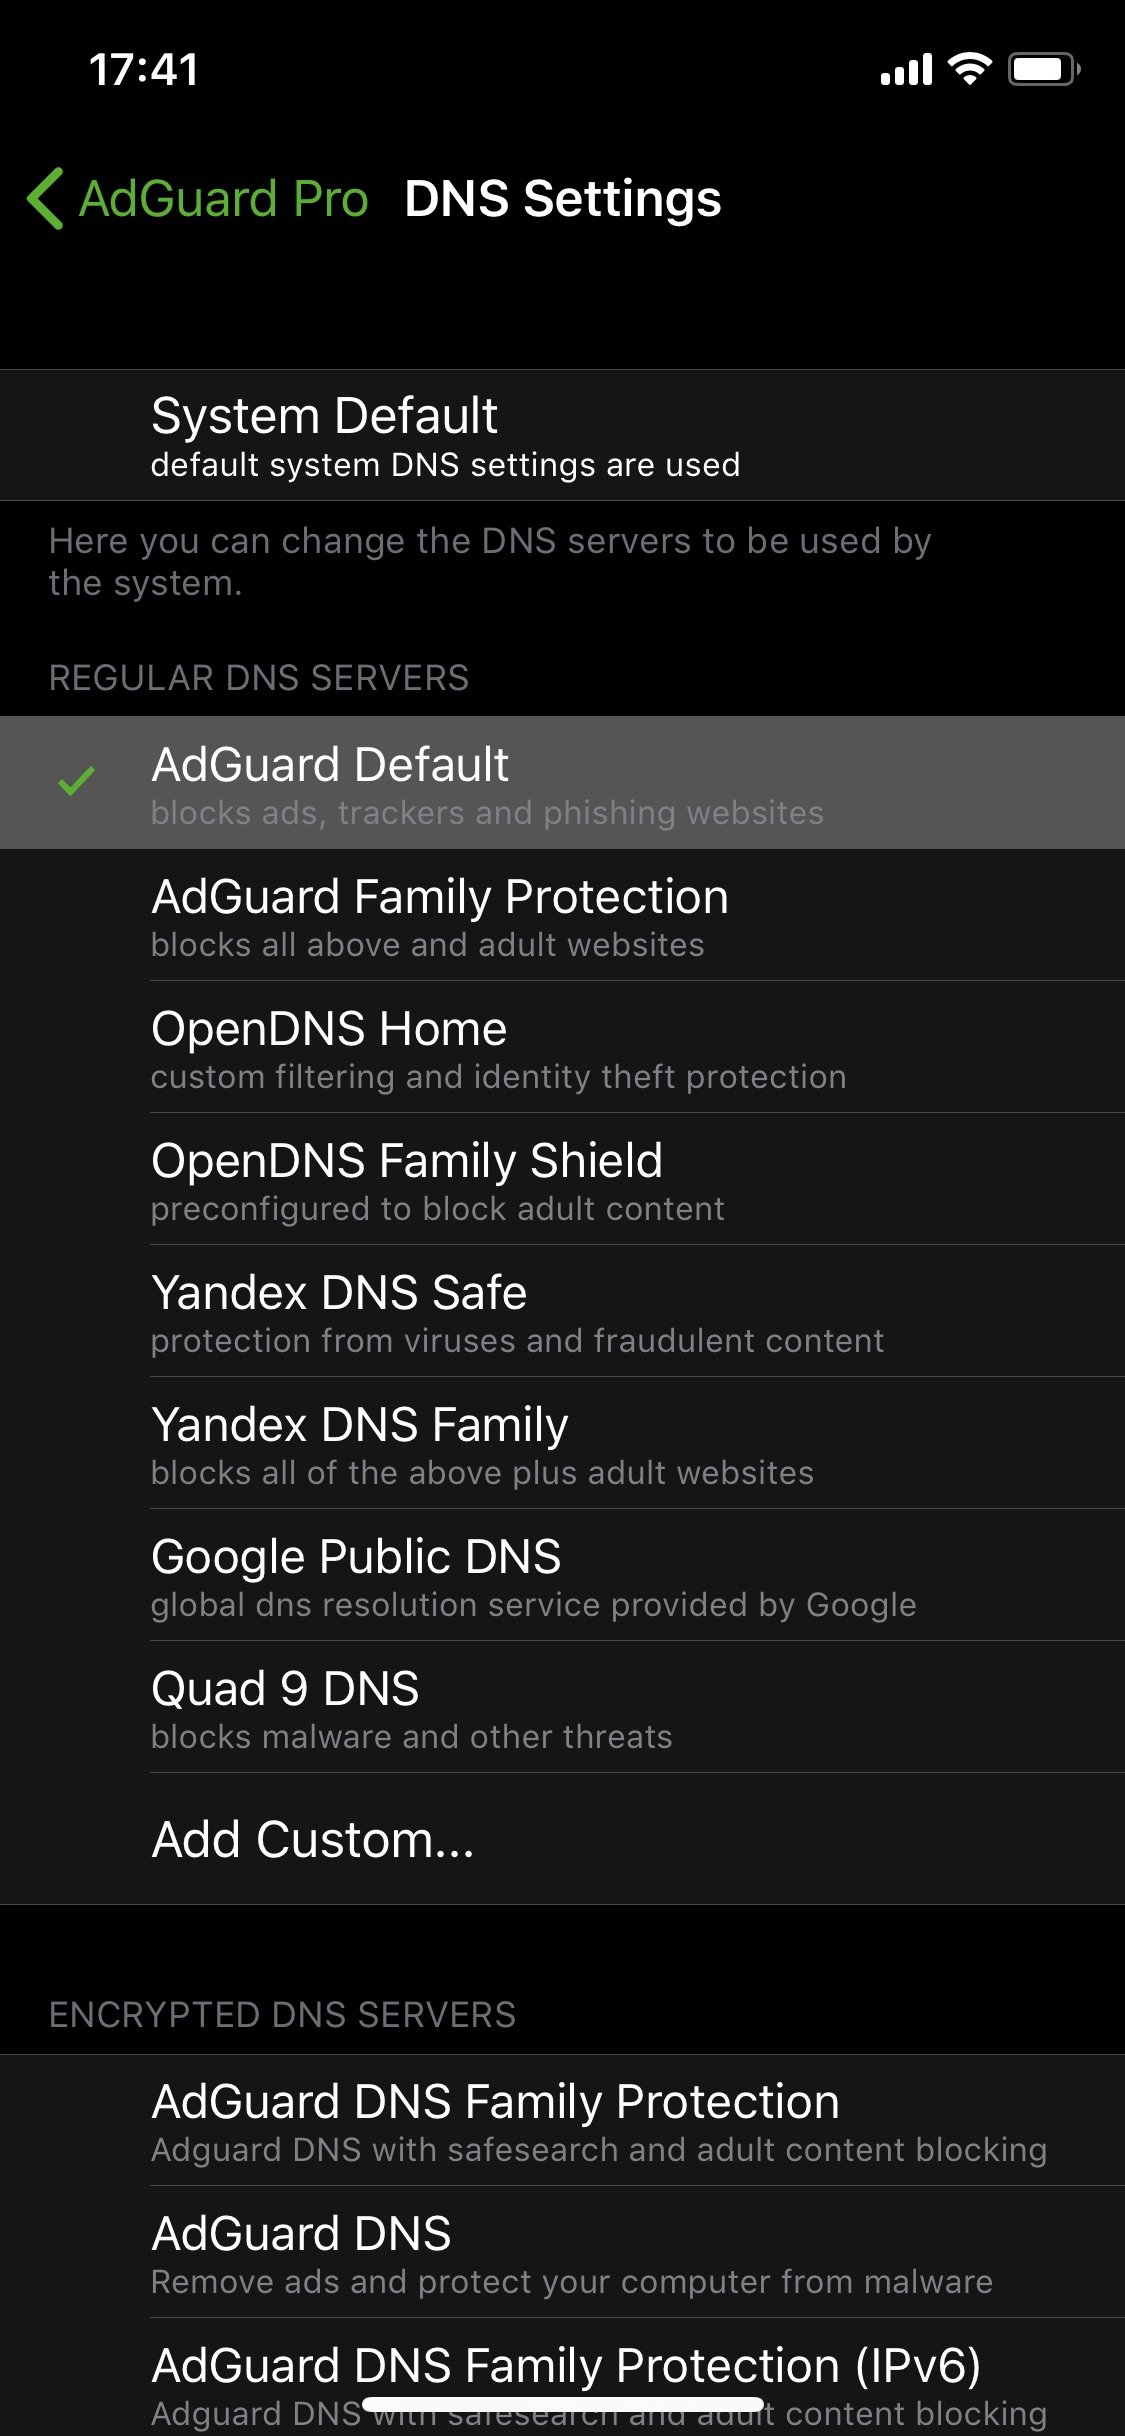 17:41
AdGuard Pro DNS Settings
System Default
default system DNS settings are used
Here you can change the DNS servers to be used by
the system.
REGULAR DNS SERVERS
AdGuard Default
blocks ads, trackers and phishing websites
AdGuard Family Protection
blocks all above and adult websites
OpenDNS Home
custom filtering and identity theft protection
OpenDNS Family Shield
preconfigured to block adult content
Yandex DNS Safe
protection from viruses and fraudulent content
Yandex DNS Family
blocks all of the above plus adult websites
Google Public DNS
global dns resolution service provided by Google
Quad 9 DNS
blocks malware and other threats
Add Custom...
ENCRYPTED DNS SERVERS
AdGuard DNS Family Protection
Adguard DNS with safesearch and adult content blocking
AdGuard DNS
Remove ads and protect your computer from malware
AdGuard DNS Family Protection (IPv6)
Adguard DNS with safesearch and adult content blocking